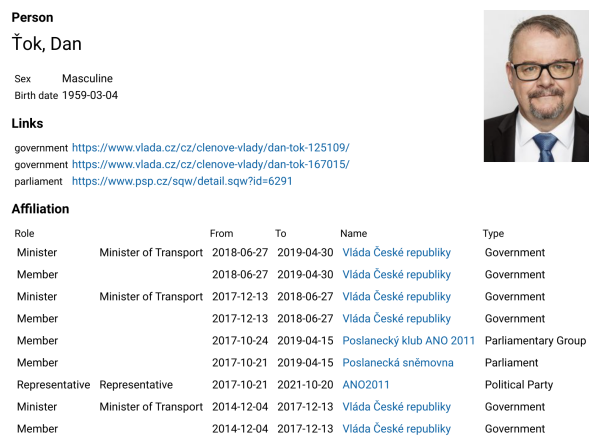 Person
Ťok, Dan
Sex Masculine
Birth date 1959-03-04
Links
government https://www.vlada.cz/cz/clenove-vlady/dan-tok-125109/
government https://www.vlada.cz/cz/clenove-vlady/dan-tok-167015/
parliament https://www.psp.cz/sqw/detail.sqw?id=6291
Affiliation
Role From To Name Type
Minister Minister of Transport 2018-06-27 2019-04-30 Vláda České republiky Government
Member 2018-06-27 2019-04-30 Vláda České republiky Government
Minister Minister of Transport 2017-12-13 2018-06-27 Vláda České republiky Government
Member 2017-12-13 2018-06-27 Vláda České republiky Government
Member 2017-10-24 2019-04-15 Poslanecký klub ANO 2011 Parliamentary Group
Member 2017-10-21 2019-04-15 Poslanecká sněmovna Parliament
Representative Representative 2017-10-21 2021-10-20 ANO2011 Political Party
Minister Minister of Transport 2014-12-04 2017-12-13 Vláda České republiky Government
Member 2014-12-04 2017-12-13 Vláda České republiky Government